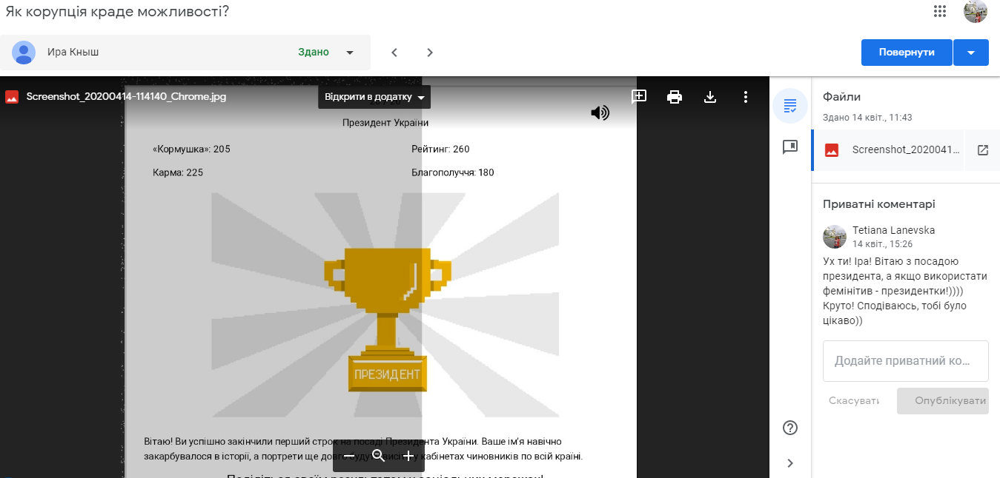 Як корупція краде можливості?
Ира Кныш
Здано
Повернути
Screenshot_20200414-114140_Chrome.jpg
Відкрити в додатку
Президент України
«Кормушка»: 205
Рейтинг: 260
Карма: 225
Благополуччя: 180
ПРЕЗИДЕНТ
Вітаю! Ви успішно закінчили перший строк на посаді Президента України. Ваше ім'я навічно
закарбувалося в історії, а портрети ще довго будуть висіти у кабінетах чиновників по всій країні.
Поділіться своїм результатом у соціальних мережах!
Файли
Здано 14 квіт., 11:43
Screenshot_2020041...
Приватні коментарі
Tetiana Lanevska
14 квіт., 15:26
Ух ти! Іра! Вітаю з посадою
президента, а якщо використати
фемінітив - президентки!))))
Круто! Сподіваюсь, тобі було
цікаво))
Додайте приватний ко...
Скасувати
Опублікувати